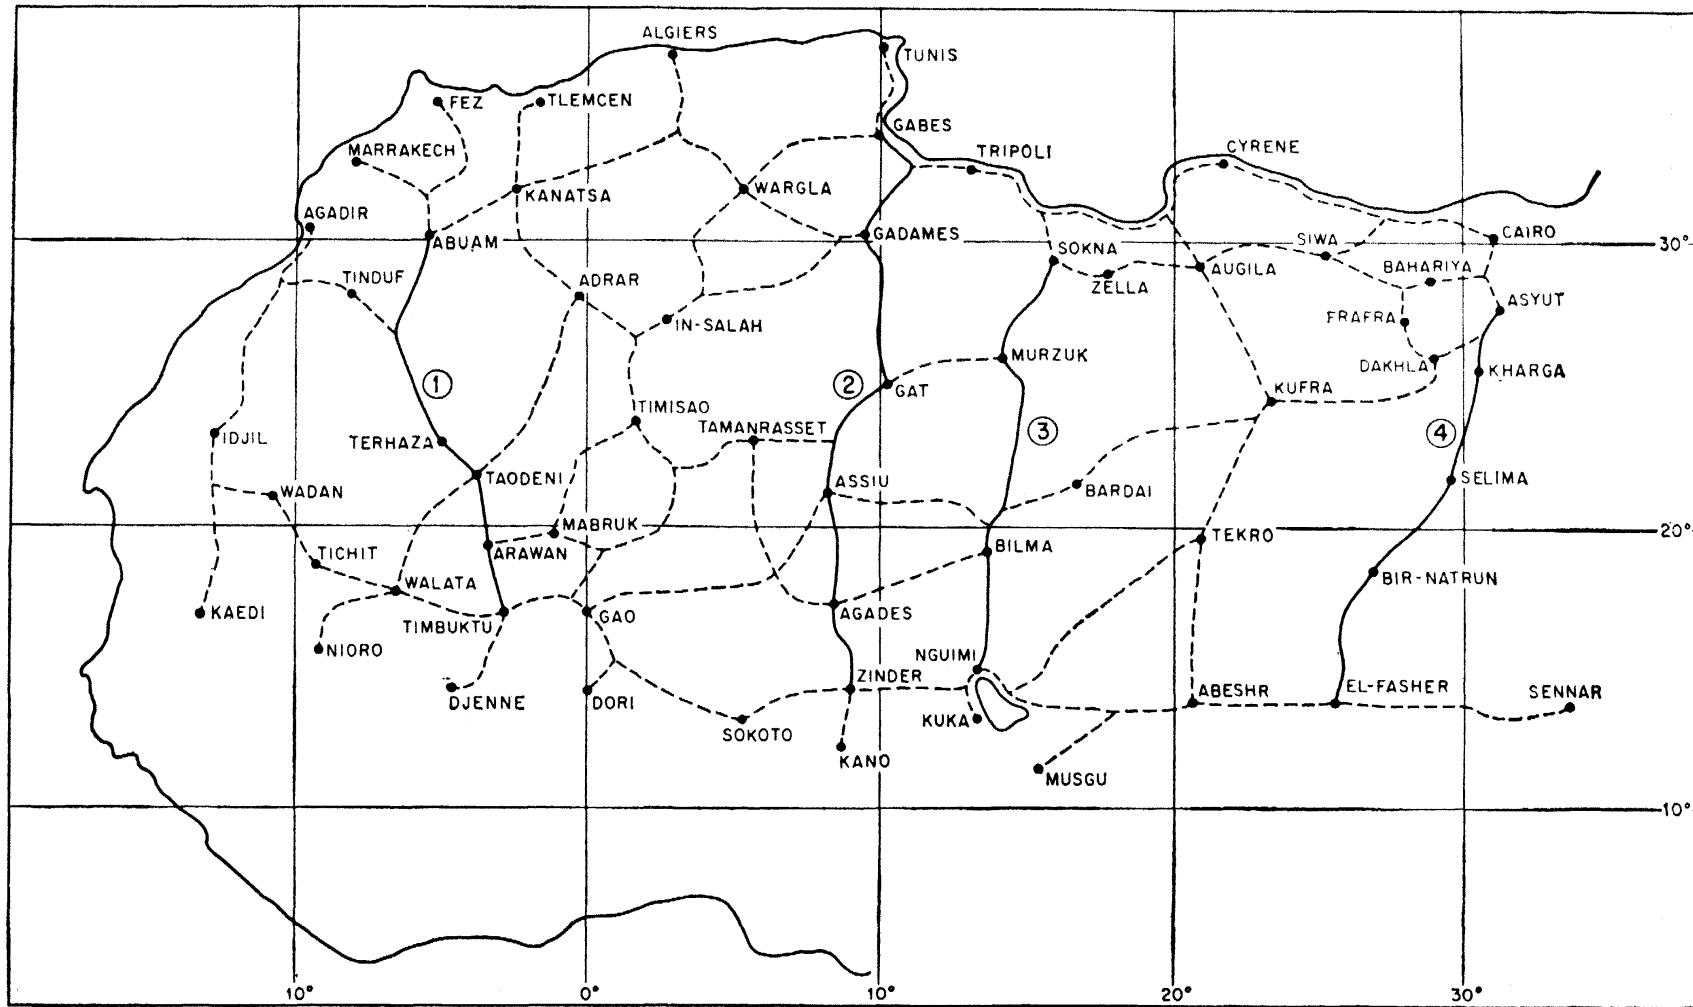 ALGIERS
TUNIS
FEZ
TLEMCEN
GABES
MARRAKECH
TRIPOLI
CYRENE
KANATSA
WARGLA
AGADIR
ABUAM
GADAMES
SOKNA
SIWA
CAIRO
30°
TINDUF
ADRAR
ZELLA
AUGILA
BAHARIYA
ASYUT
IN-SALAH
FRAFRA
MURZUK
DAKHLA
KHARGA
1
2
GAT
KUFRA
TIMISAO
TAMANRASSET
3
4
IDJIL
TERHAZA
TAODENI
ASSIU
BARDAI
SELIMA
WADAN
MABRUK
20°
ARAWAN
BILMA
TEKRO
TICHIT
WALATA
BIR-NATRUN
KAEDI
TIMBUKTU
GAO
AGADES
NIORO
NGUIMI
ZINDER
DJENNE
DORI
ABESHR
EL-FASHER
SENNAR
SOKOTO
KUKA
KANO
MUSGU
10°
10°
0°
10°
20°
30°